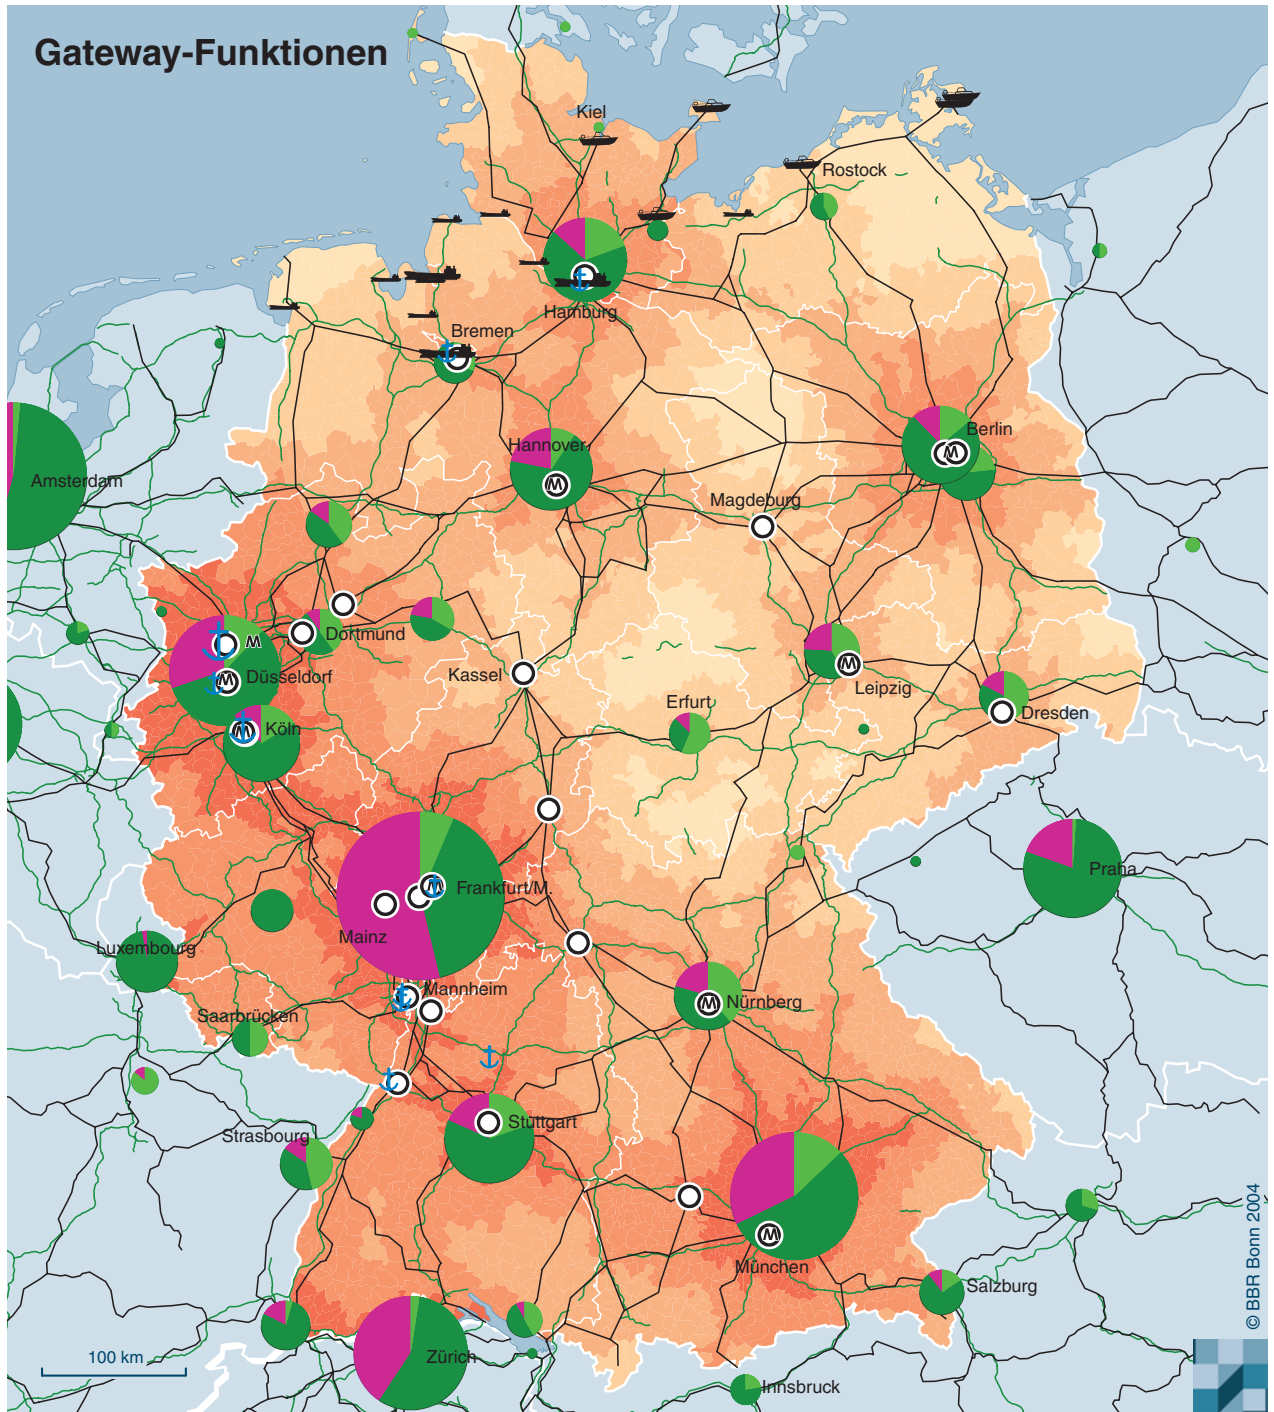 Gateway-Funktionen
Kiel
Rostock
Hamburg
Bremen
Hannover
Berlin
Amsterdam
Magdeburg
M
M
Dortmund
M
Kassel
Düsseldorf
M
M
Leipzig
Erfurt
Dresden
Köln
M
Praha
Frankfurt/M.
M
Mainz
Luxembourg
Mannheim
Nürnberg
M
Saarbrücken
Stuttgart
Strasbourg
M
München
Salzburg
© BBR Bonn 2004
100 km
Zürich
Innsbruck